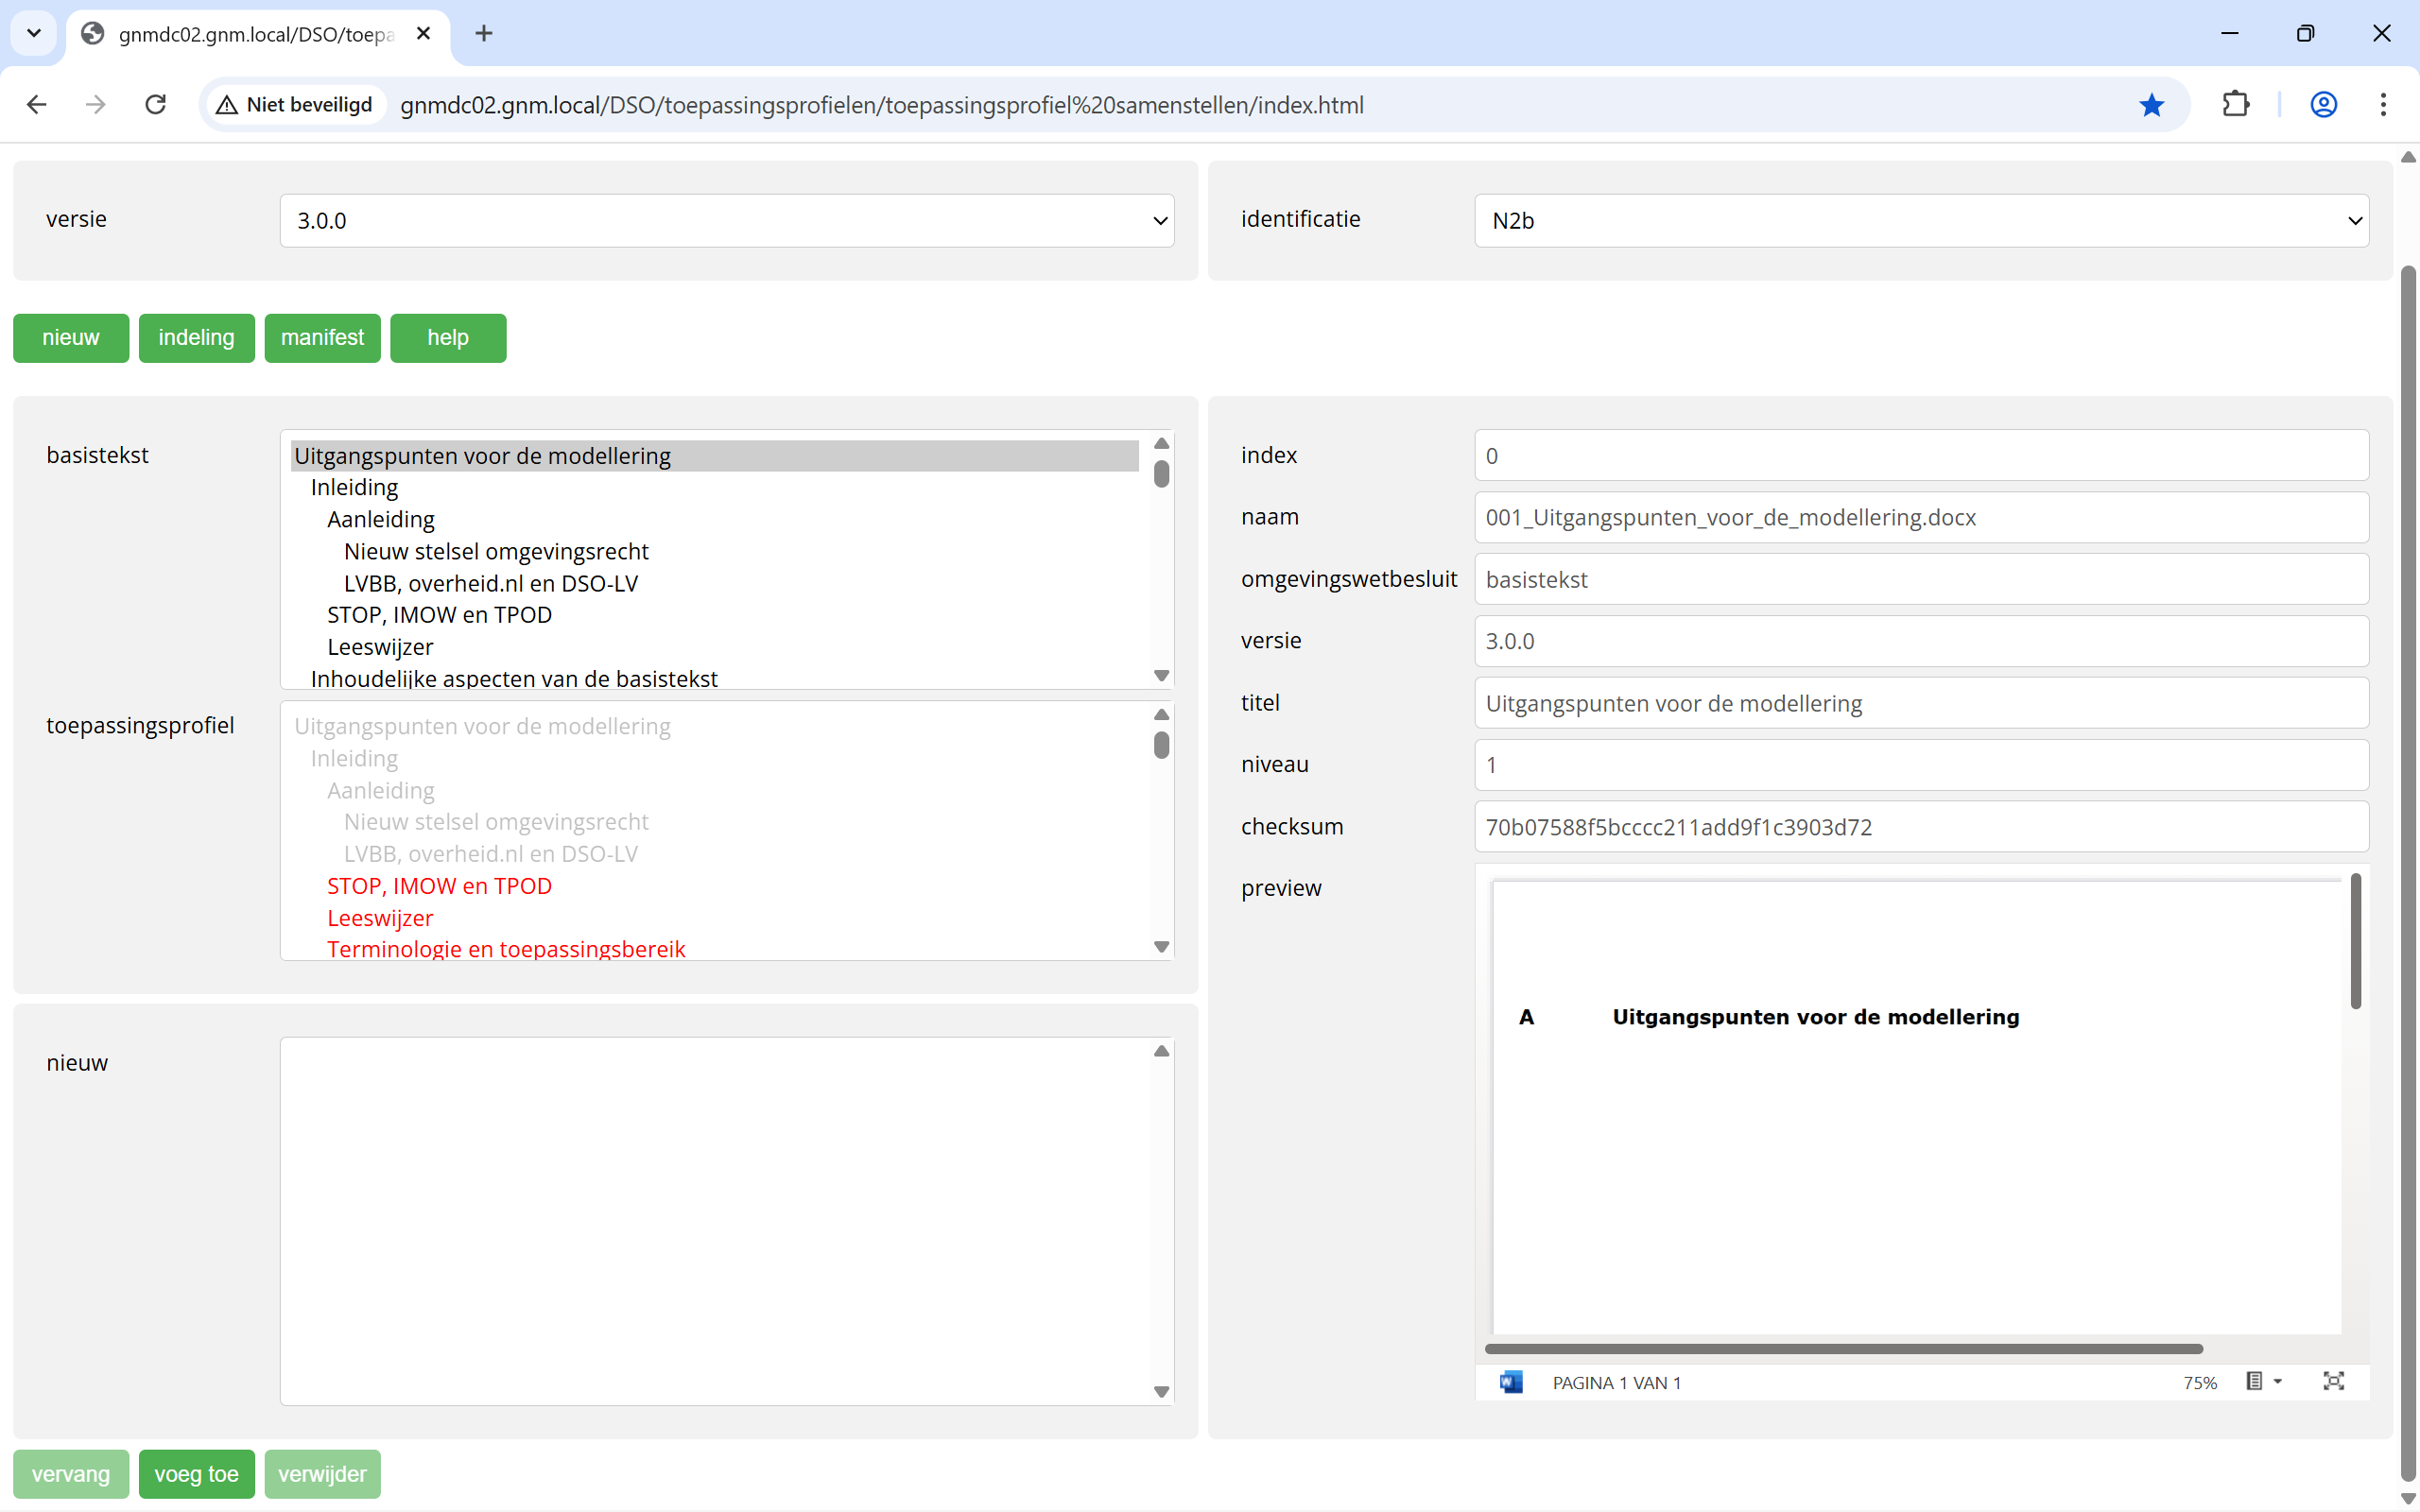 gnmdc02.gnm.local/DSO/toepa
Niet beveiligd
gnmdc02.gnm.local/DSO/toepassingsprofielen/toepassingsprofiel%20samenstellen/index.html
versie
3.0.0
identificatie
N2b
nieuw
indeling
manifest
help
basistekst
Uitgangspunten voor de modellering
Inleiding
Aanleiding
Nieuw stelsel omgevingsrecht
LVBB, overheid.nl en DSO-LV
STOP, IMOW en TPOD
Leeswijzer
Inhoudelijke aspecten van de basistekst
toepassingsprofiel
Uitgangspunten voor de modellering
Inleiding
Aanleiding
Nieuw stelsel omgevingsrecht
LVBB, overheid.nl en DSO-LV
STOP, IMOW en TPOD
Leeswijzer
Terminologie en toepassingsbereik
nieuw
index
0
naam
001_Uitgangspunten_voor_de_modellering.docx
omgevingswetbesluit
basistekst
versie
3.0.0
titel
Uitgangspunten voor de modellering
niveau
1
checksum
70b07588f5bcccc211add9f1c3903d72
preview
A Uitgangspunten voor de modellering
PAGINA 1 VAN 1
75%
vervang
voeg toe
verwijder